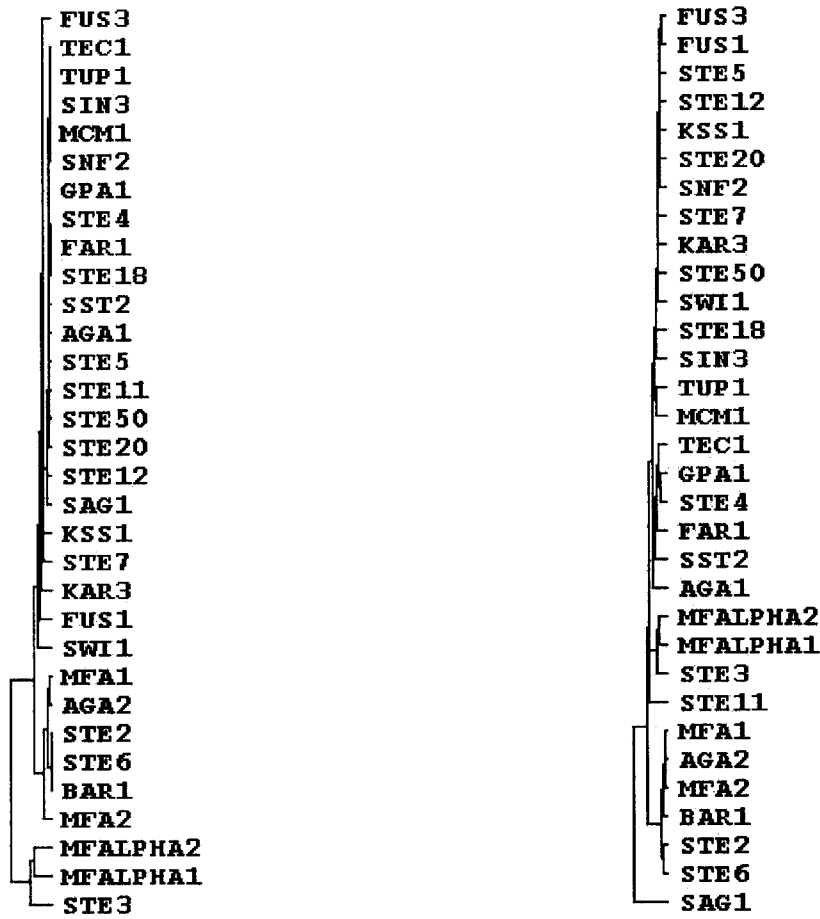 FUS3
TEC1
TUP1
SIN3
MCM1
SNF2
GPA1
STE4
FAR1
STE18
SST2
AGA1
STE5
STE11
STE50
STE20
STE12
SAG1
KSS1
STE7
KAR3
FUS1
SWI1
MFA1
AGA2
STE2
STE6
BAR1
MFA2
MFALPHA2
MFALPHA1
STE3
FUS3
FUS1
STE5
STE12
KSS1
STE20
SNF2
STE7
KAR3
STE50
SWI1
STE18
SIN3
TUP1
MCM1
TEC1
GPA1
STE4
FAR1
SST2
AGA1
MFALPHA2
MFALPHA1
STE3
STE11
MFA1
AGA2
MFA2
BAR1
STE2
STE6
SAG1